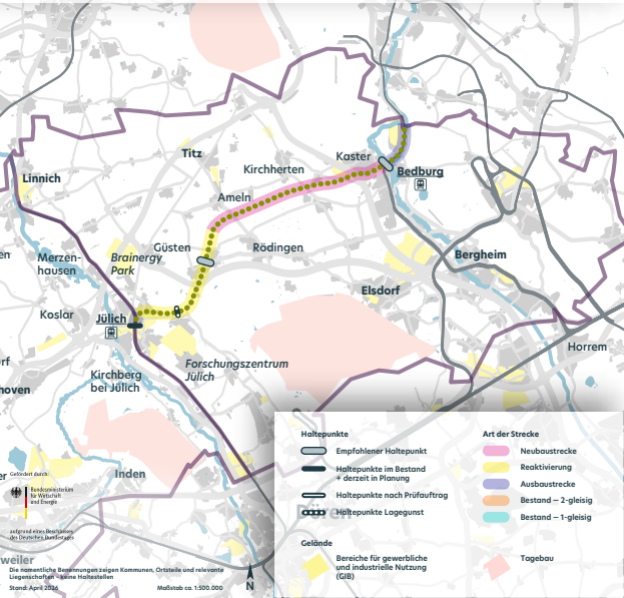 Titz
Kaster
Kirchherten
Bedburg
Linnich
Ameln
Güsten
Rödingen
Merzen-
hausen
Brainergy
Park
Bergheim
Elsdorf
Koslar
Jülich
Horrem
Forschungszentrum
Jülich
Kirchberg
bei Jülich
hoven
Inden
weiler
Gefördert durch:
Bundesministerium
für Wirtschaft
und Energie
aufgrund eines Beschlusses
des Deutschen Bundestages
Die namentliche Benennungen zeigen Kommunen, Ortsteile und relevante
Liegenschaften – keine Haltestellen
Stand: April 2026
Maßstab ca. 1:500.000
N
Haltepunkte
Empfohlener Haltepunkt
Haltepunkte im Bestand
+ derzeit in Planung
Haltepunkte nach Prüfauftrag
Haltepunkte Lagegunst
Gelände
Bereiche für gewerbliche
und industrielle Nutzung
(GIB)
Art der Strecke
Neubaustrecke
Reaktivierung
Ausbaustrecke
Bestand – 2-gleisig
Bestand – 1-gleisig
Tagebau